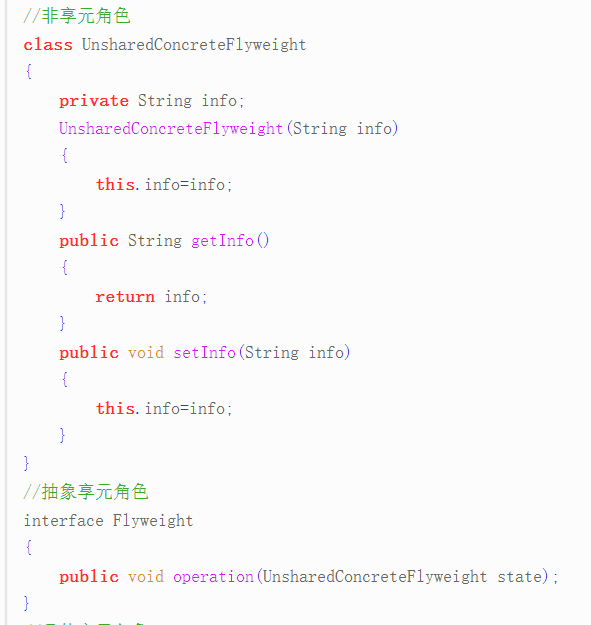 //非享元角色
class UnsharedConcreteFlyweight
{
    private String info;
    UnsharedConcreteFlyweight(String info)
    {
        this.info=info;
    }
    public String getInfo()
    {
        return info;
    }
    public void setInfo(String info)
    {
        this.info=info;
    }
}
//抽象享元角色
interface Flyweight
{
    public void operation(UnsharedConcreteFlyweight state);
}